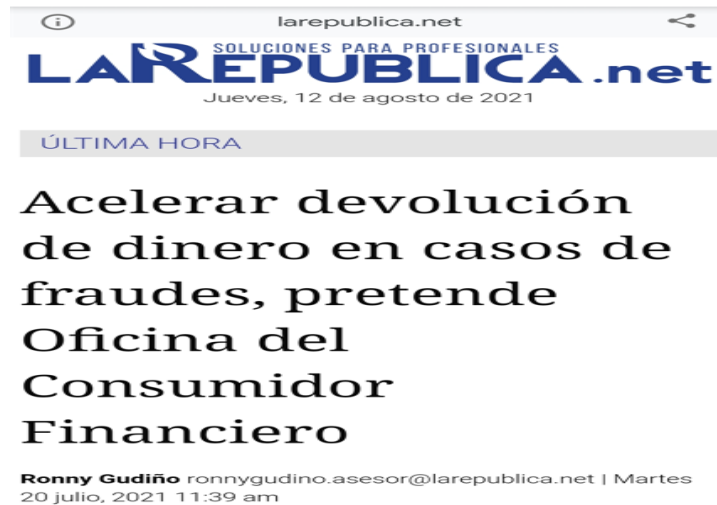 larepublica.net
SOLUCIONES PARA PROFESIONALES
LAREPUBLICA.net
Jueves, 12 de agosto de 2021
ÚLTIMA HORA
Acelerar devolución
de dinero en casos de
fraudes, pretende
Oficina del
Consumidor
Financiero
Ronny Gudiño ronnygudino.asesor@larepublica.net | Martes
20 julio, 2021 11:39 am